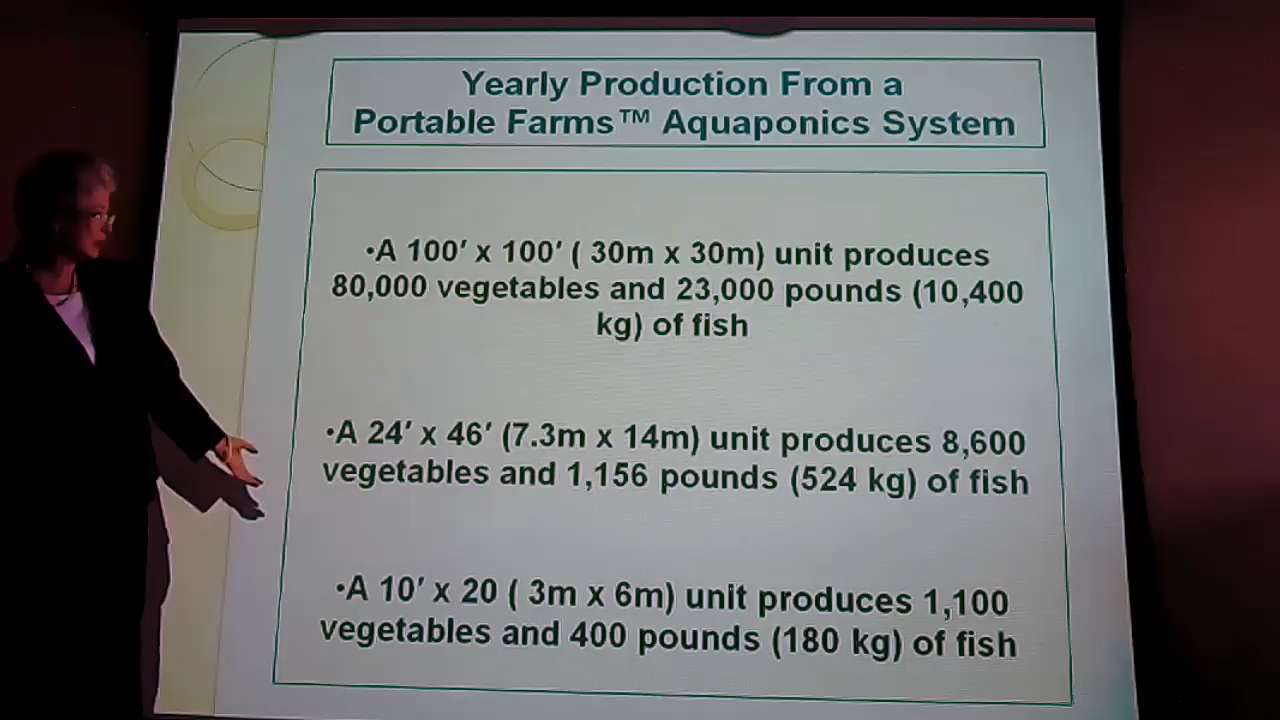 Yearly Production From a
Portable Farms™ Aquaponics System
•A 100′ x 100′ ( 30m x 30m) unit produces
80,000 vegetables and 23,000 pounds (10,400
kg) of fish
•A 24′ x 46′ (7.3m x 14m) unit produces 8,600
vegetables and 1,156 pounds (524 kg) of fish
•A 10′ x 20 ( 3m x 6m) unit produces 1,100
vegetables and 400 pounds (180 kg) of fish